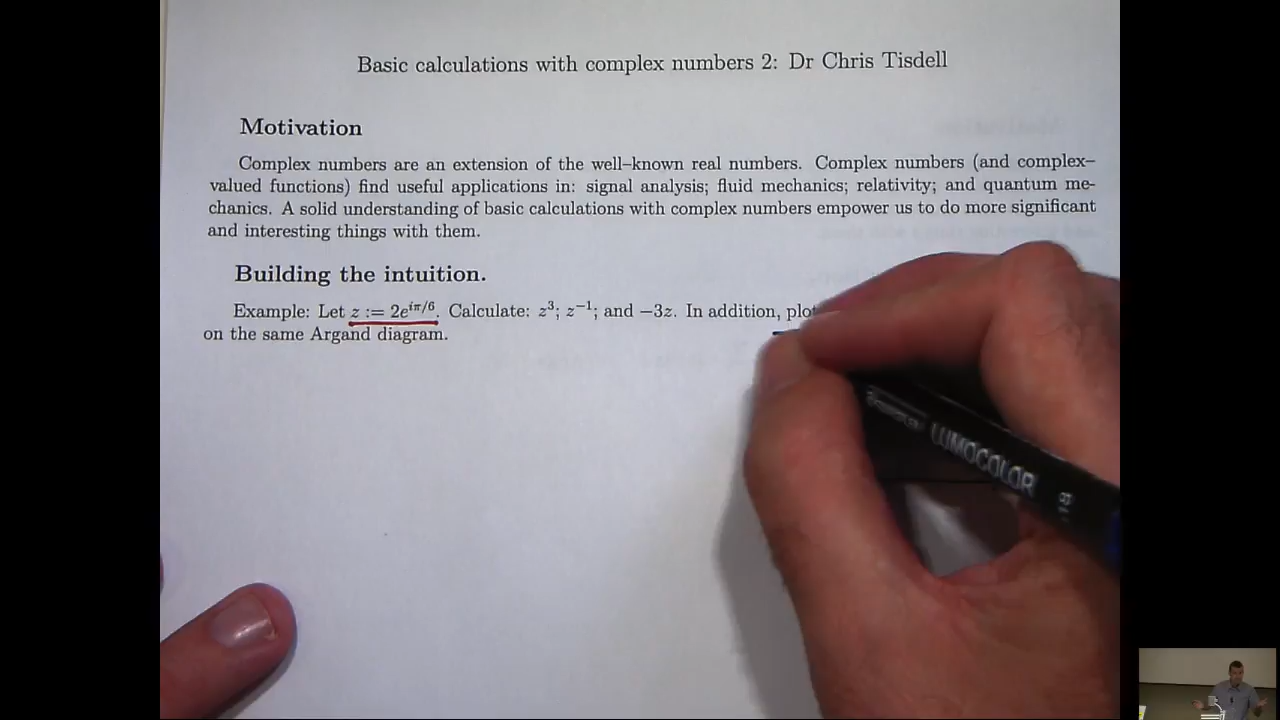 Basic calculations with complex numbers 2: Dr Chris Tisdell
Motivation
Complex numbers are an extension of the well–known real numbers. Complex numbers (and complex–
valued functions) find useful applications in: signal analysis; fluid mechanics; relativity; and quantum me-
chanics. A solid understanding of basic calculations with complex numbers empower us to do more significant
and interesting things with them.
Building the intuition.
Example: Let z := 2e^{iπ/6}. Calculate: z³; z⁻¹; and −3z. In addition, plot
on the same Argand diagram.
LUMOCOLOR